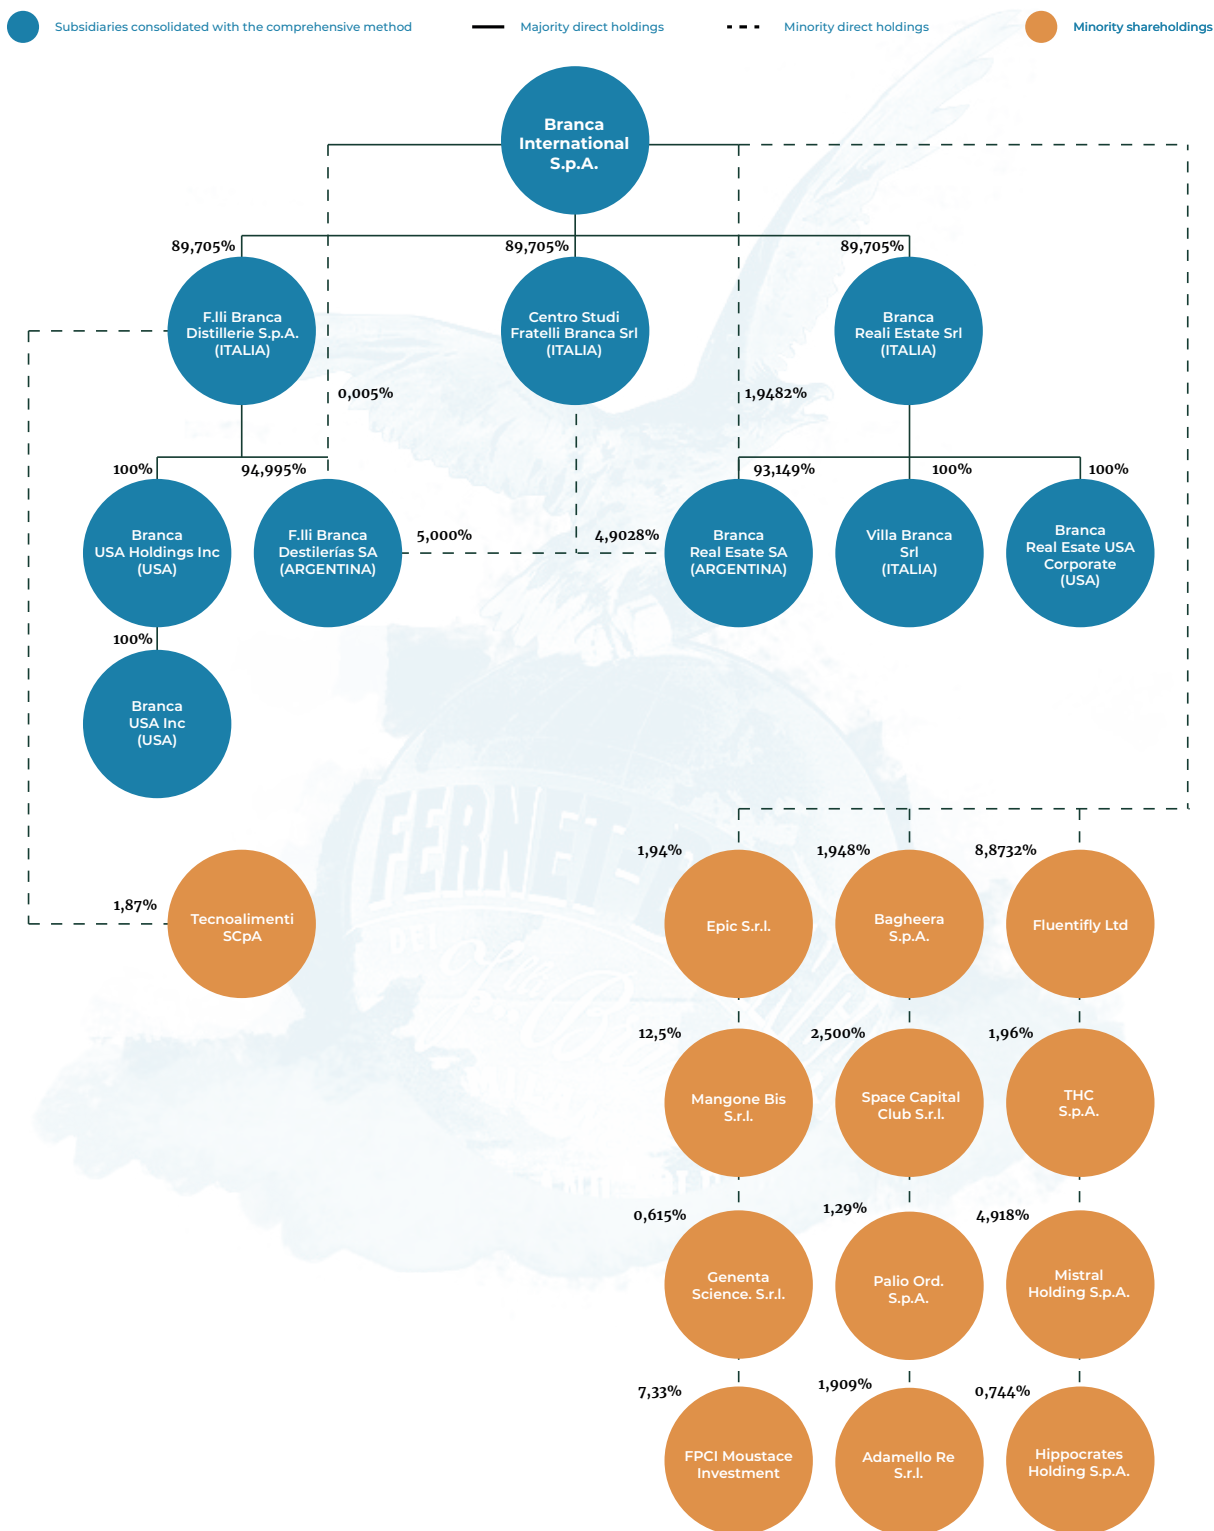 Subsidiaries consolidated with the comprehensive method
Majority direct holdings
Minority direct holdings
Minority shareholdings
Branca
International
S.p.A.
89,705%
89,705%
89,705%
F.lli Branca
Distillerie S.p.A.
(ITALIA)
Centro Studi
Fratelli Branca Srl
(ITALIA)
Branca
Reali Estate Srl
(ITALIA)
0,005%
1,9482%
100%
94,995%
93,149%
100%
100%
Branca
USA Holdings Inc
(USA)
F.lli Branca
Destilerías SA
(ARGENTINA)
5,000%
4,9028%
Branca
Real Esate SA
(ARGENTINA)
Villa Branca
Srl
(ITALIA)
Branca
Real Esate USA
Corporate
(USA)
100%
Branca
USA Inc
(USA)
1,87%
Tecnoalimenti
SCpA
1,94%
1,948%
8,8732%
Epic S.r.l.
Bagheera
S.p.A.
Fluentifly Ltd
12,5%
2,500%
1,96%
Mangone Bis
S.r.l.
Space Capital
Club S.r.l.
THC
S.p.A.
0,615%
1,29%
4,918%
Genenta
Science. S.r.l.
Palio Ord.
S.p.A.
Mistral
Holding S.p.A.
7,33%
1,909%
0,744%
FPCI Moustace
Investment
Adamello Re
S.r.l.
Hippocrates
Holding S.p.A.
FERNET-
DEI